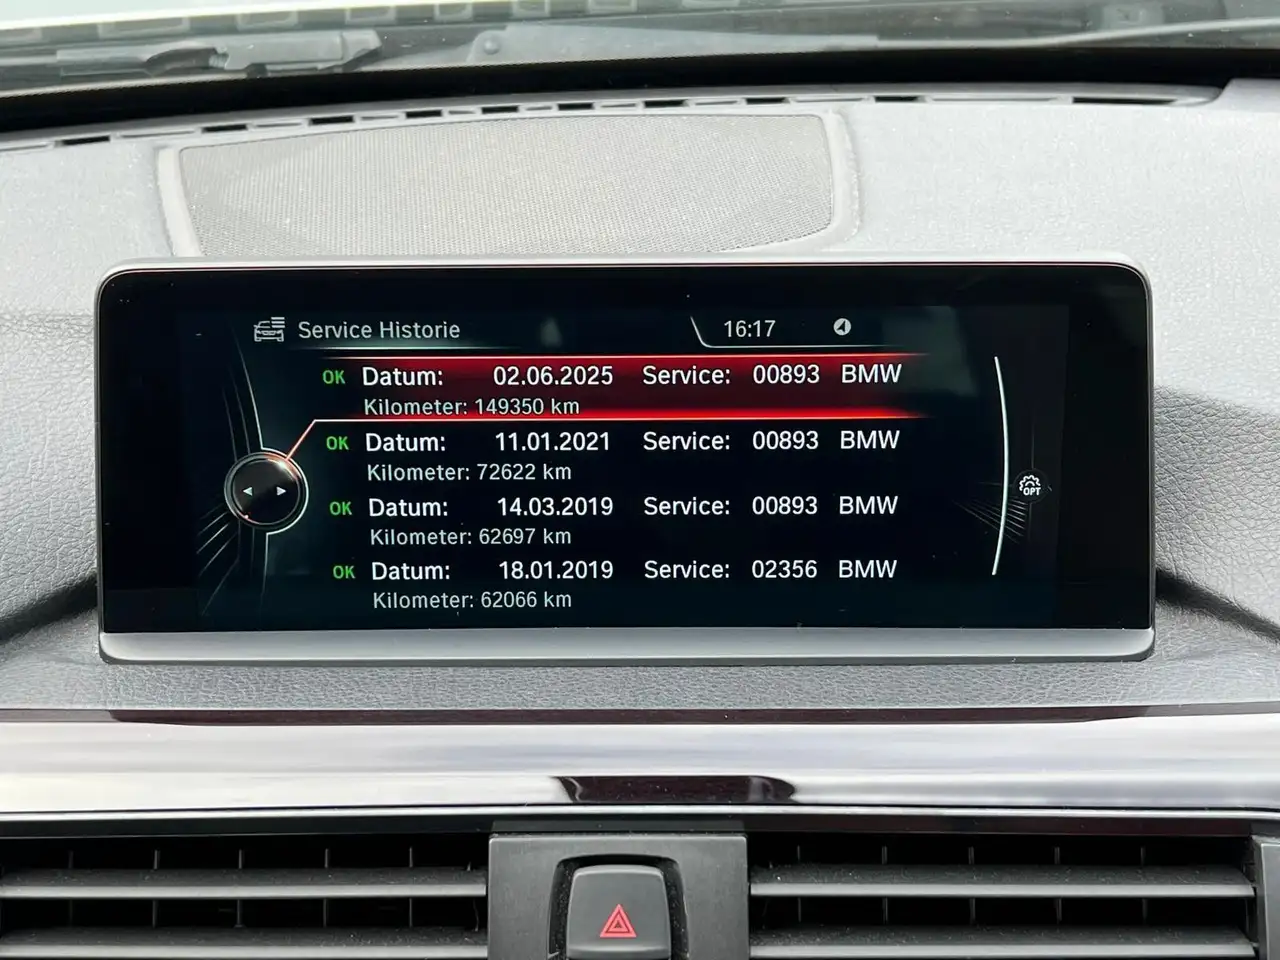 Service Historie 16:17
OK Datum: 02.06.2025 Service: 00893 BMW
Kilometer: 149350 km
OK Datum: 11.01.2021 Service: 00893 BMW
Kilometer: 72622 km
OPT
OK Datum: 14.03.2019 Service: 00893 BMW
Kilometer: 62697 km
OK Datum: 18.01.2019 Service: 02356 BMW
Kilometer: 62066 km